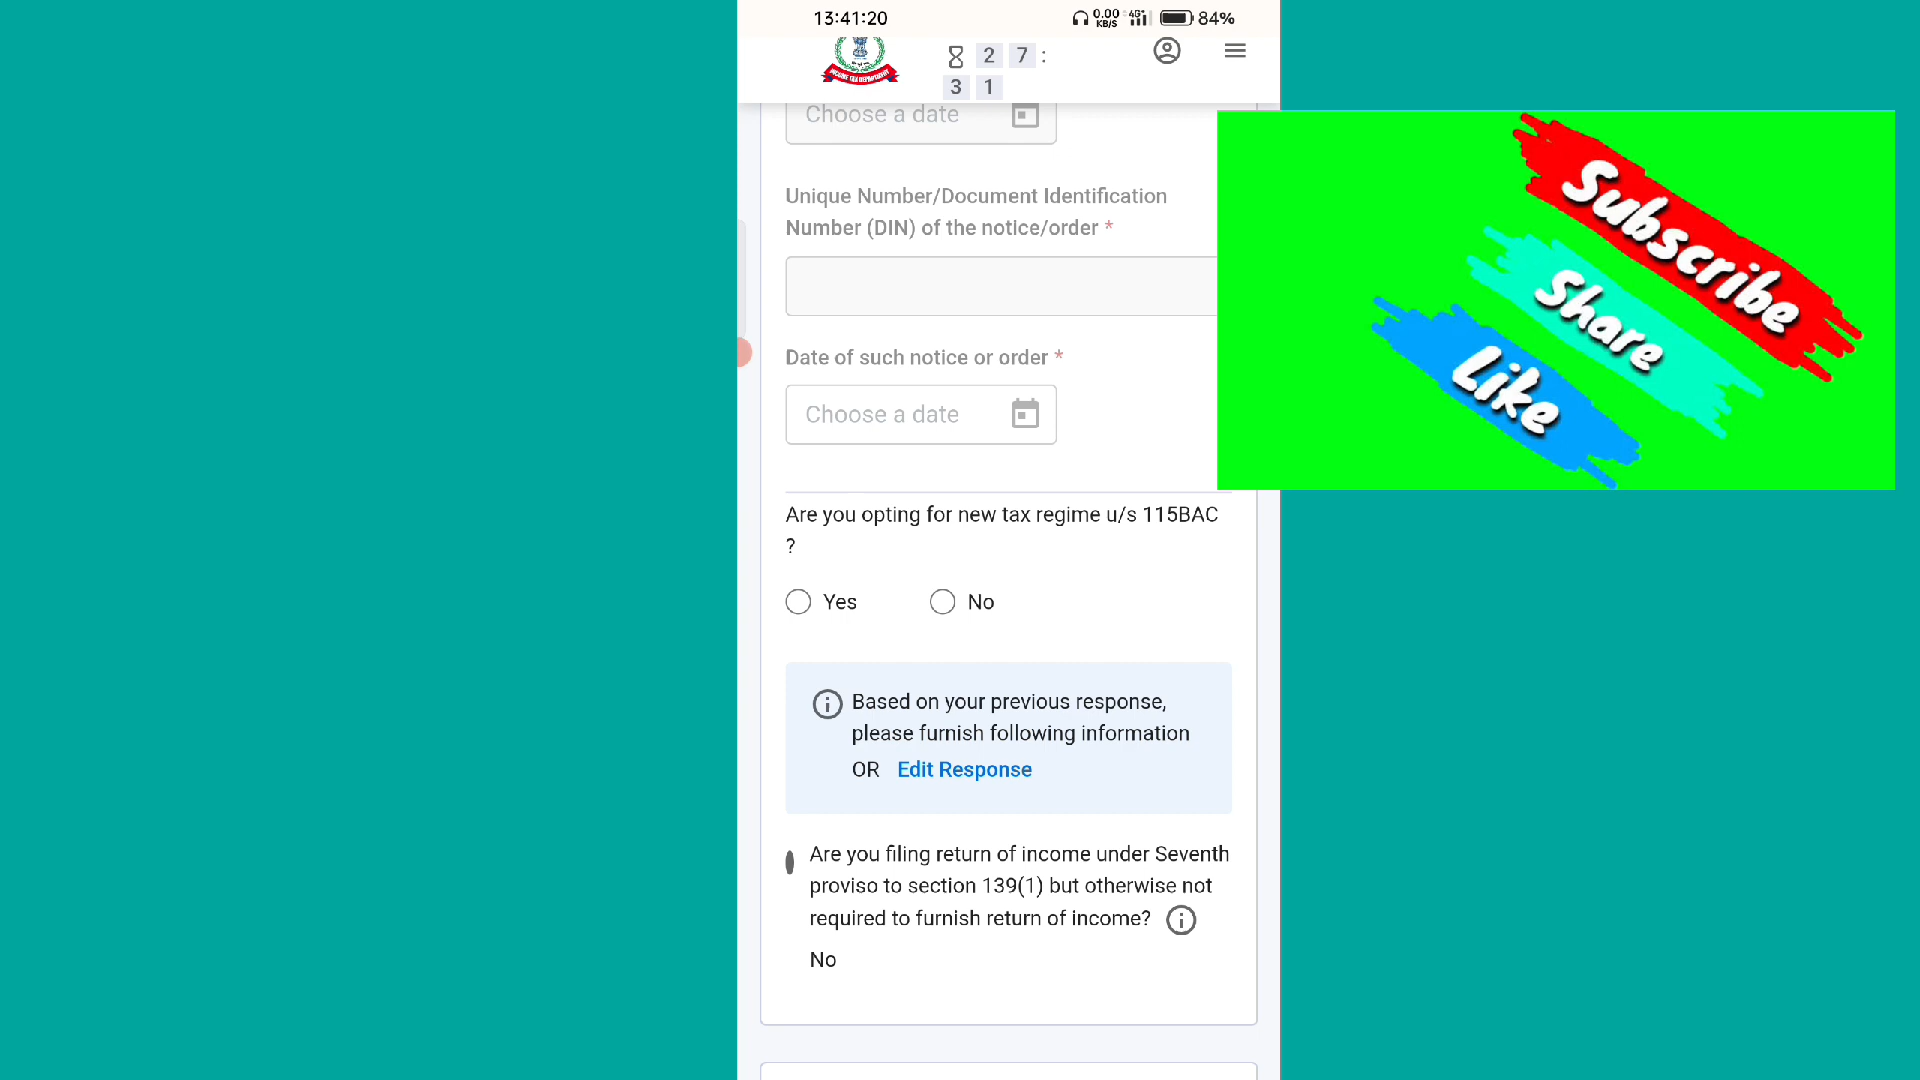 13:41:20
0.00
KB/S
4G+
84%
INCOME TAX DEPARTMENT
2 7 :
3 1
Choose a date
Unique Number/Document Identification
Number (DIN) of the notice/order *
Date of such notice or order *
Choose a date
Are you opting for new tax regime u/s 115BAC
?
Yes
No
Based on your previous response,
please furnish following information
OR Edit Response
Are you filing return of income under Seventh
proviso to section 139(1) but otherwise not
required to furnish return of income?
No
Subscribe
Share
Like